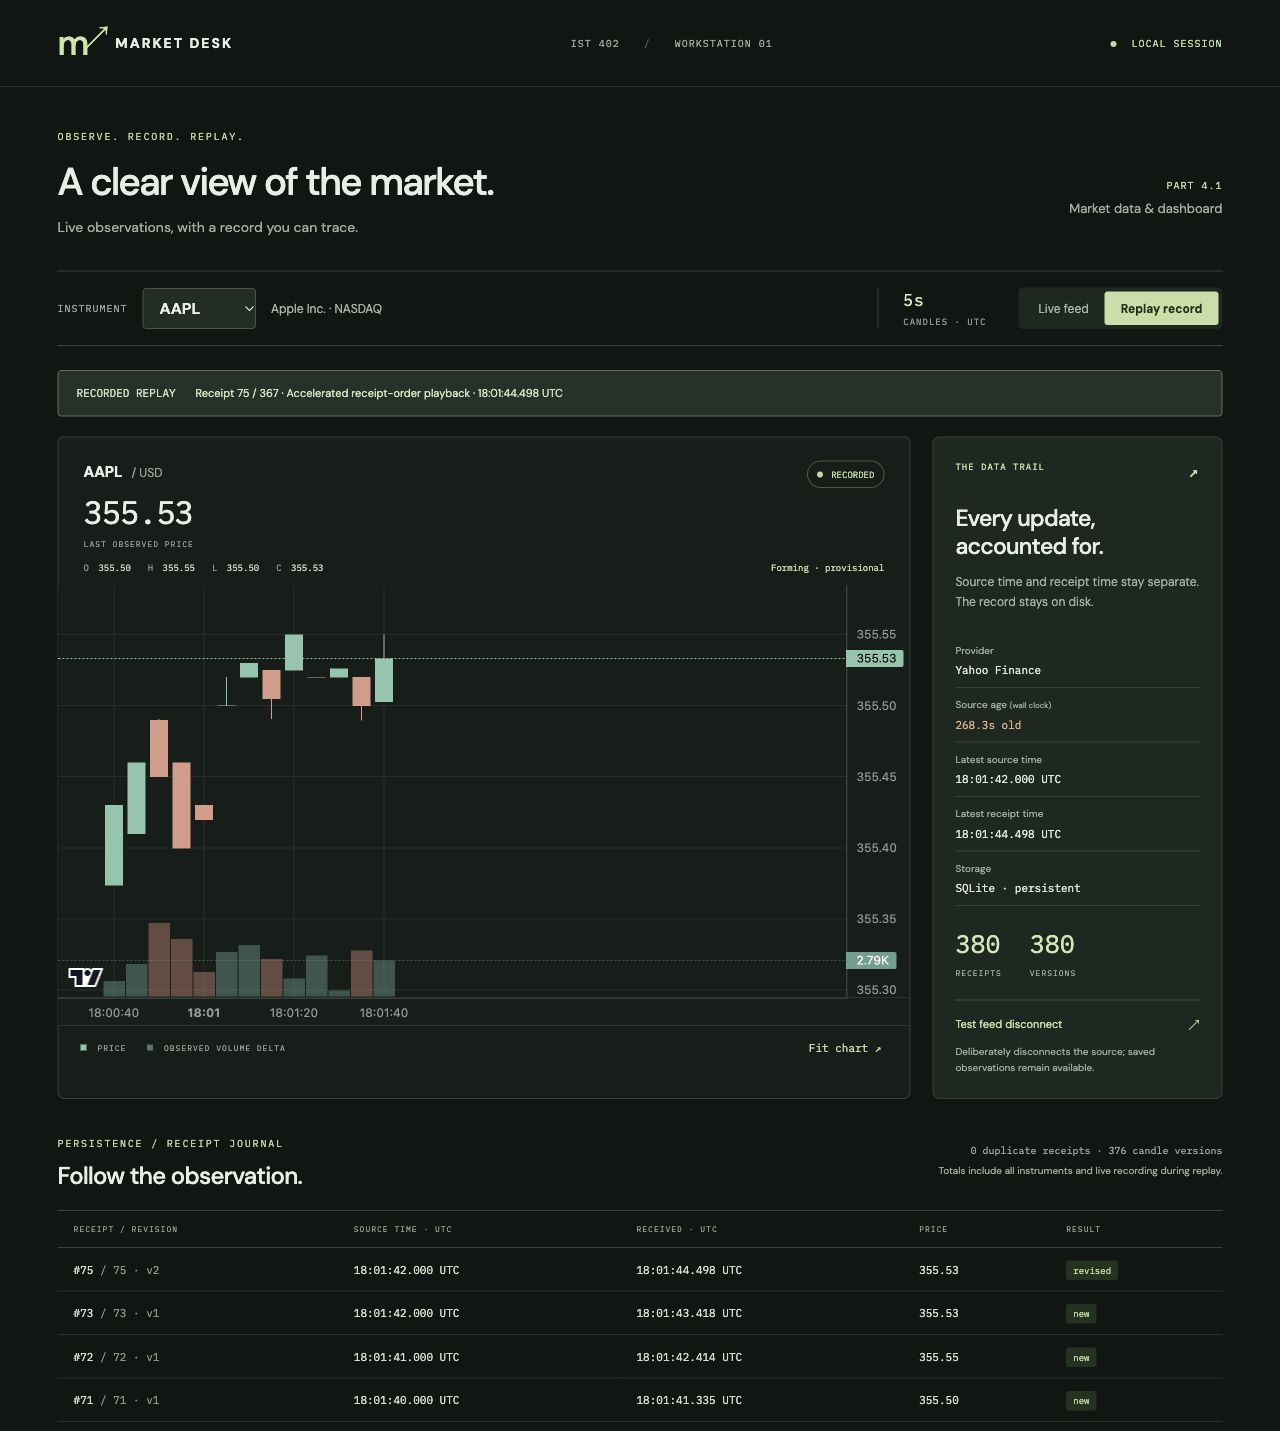 m MARKET DESK
IST 402 / WORKSTATION 01
LOCAL SESSION
OBSERVE. RECORD. REPLAY.
A clear view of the market.
Live observations, with a record you can trace.
PART 4.1
Market data & dashboard
INSTRUMENT
AAPL
Apple Inc. · NASDAQ
5s
CANDLES · UTC
Live feed
Replay record
RECORDED REPLAY Receipt 75 / 367 · Accelerated receipt-order playback · 18:01:44.498 UTC
AAPL / USD
RECORDED
355.53
LAST OBSERVED PRICE
O 355.50 H 355.55 L 355.50 C 355.53
Forming · provisional
355.55
355.53
355.50
355.45
355.40
355.35
2.79K
355.30
18:00:40 18:01 18:01:20 18:01:40
PRICE OBSERVED VOLUME DELTA
Fit chart ↗
THE DATA TRAIL ↗
Every update,
accounted for.
Source time and receipt time stay separate.
The record stays on disk.
Provider
Yahoo Finance
Source age (wall clock)
268.3s old
Latest source time
18:01:42.000 UTC
Latest receipt time
18:01:44.498 UTC
Storage
SQLite · persistent
380 380
RECEIPTS VERSIONS
Test feed disconnect ↗
Deliberately disconnects the source; saved
observations remain available.
PERSISTENCE / RECEIPT JOURNAL
Follow the observation.
0 duplicate receipts · 376 candle versions
Totals include all instruments and live recording during replay.
RECEIPT / REVISION SOURCE TIME · UTC RECEIVED · UTC PRICE RESULT
#75 / 75 · v2 18:01:42.000 UTC 18:01:44.498 UTC 355.53 revised
#73 / 73 · v1 18:01:42.000 UTC 18:01:43.418 UTC 355.53 new
#72 / 72 · v1 18:01:41.000 UTC 18:01:42.414 UTC 355.55 new
#71 / 71 · v1 18:01:40.000 UTC 18:01:41.335 UTC 355.50 new